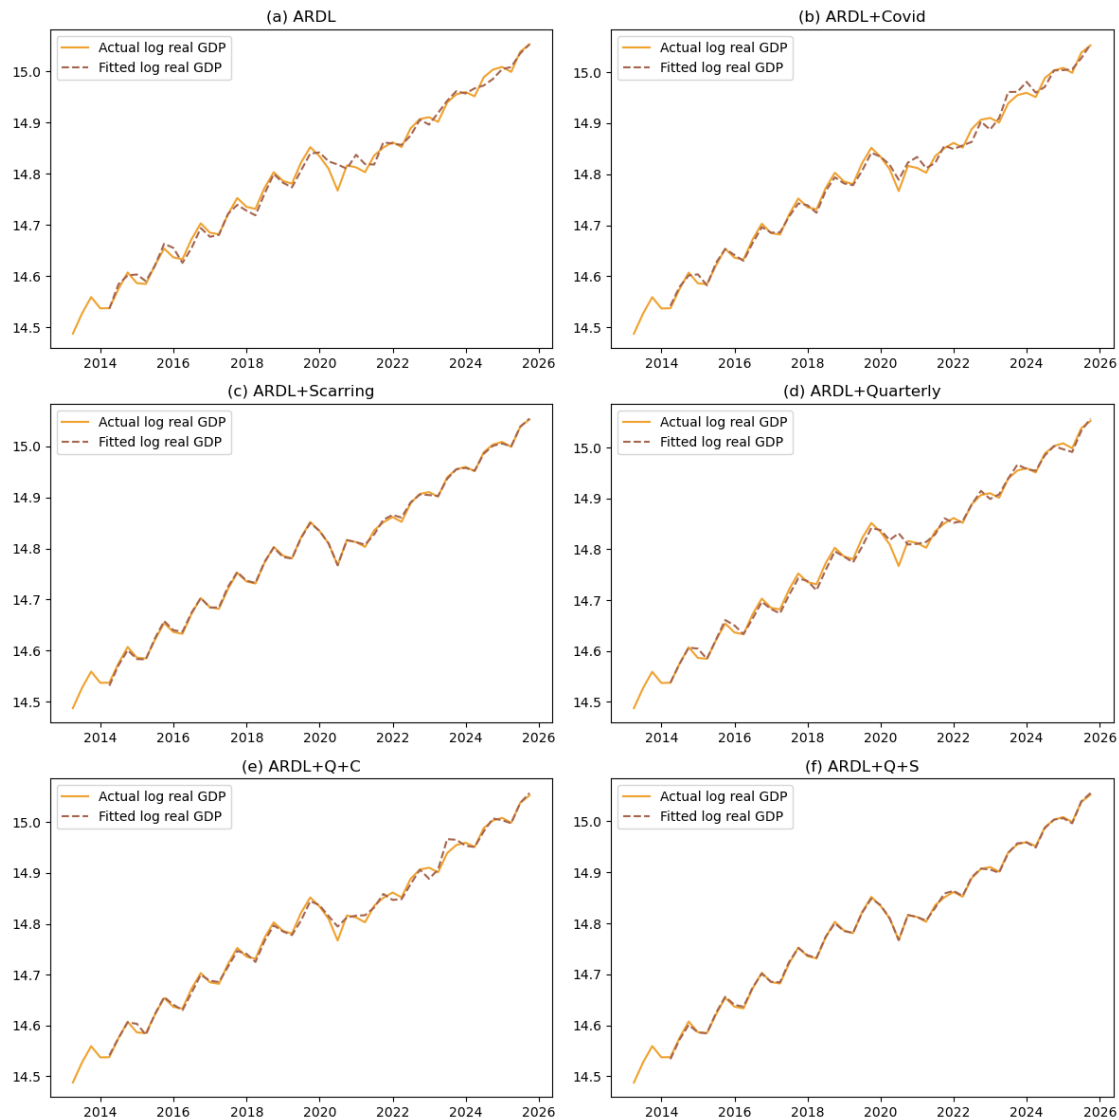 (a) ARDL
Actual log real GDP
Fitted log real GDP
15.0
14.9
14.8
14.7
14.6
14.5
2014 2016 2018 2020 2022 2024 2026
(b) ARDL+Covid
Actual log real GDP
Fitted log real GDP
15.0
14.9
14.8
14.7
14.6
14.5
2014 2016 2018 2020 2022 2024 2026
(c) ARDL+Scarring
Actual log real GDP
Fitted log real GDP
15.0
14.9
14.8
14.7
14.6
14.5
2014 2016 2018 2020 2022 2024 2026
(d) ARDL+Quarterly
Actual log real GDP
Fitted log real GDP
15.0
14.9
14.8
14.7
14.6
14.5
2014 2016 2018 2020 2022 2024 2026
(e) ARDL+Q+C
Actual log real GDP
Fitted log real GDP
15.0
14.9
14.8
14.7
14.6
14.5
2014 2016 2018 2020 2022 2024 2026
(f) ARDL+Q+S
Actual log real GDP
Fitted log real GDP
15.0
14.9
14.8
14.7
14.6
14.5
2014 2016 2018 2020 2022 2024 2026